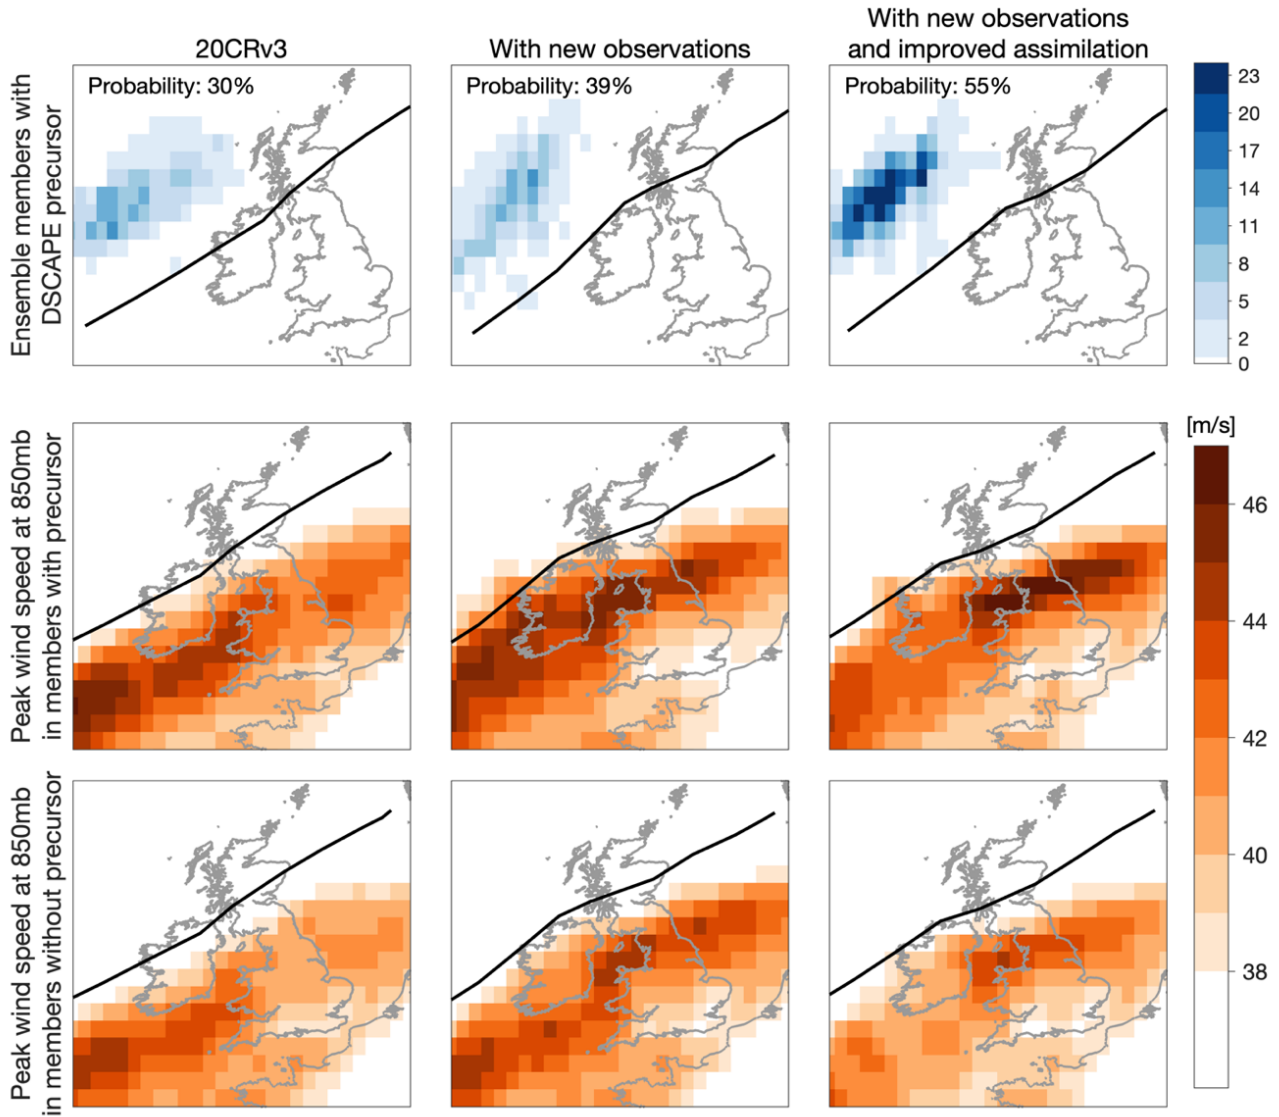 With new observations
and improved assimilation
20CRv3
With new observations
Ensemble members with
DSCAPE precursor
Probability: 30%
Probability: 39%
Probability: 55%
23
20
17
14
11
8
5
2
0
Peak wind speed at 850mb
in members with precursor
[m/s]
46
44
42
40
38
Peak wind speed at 850mb
in members without precursor